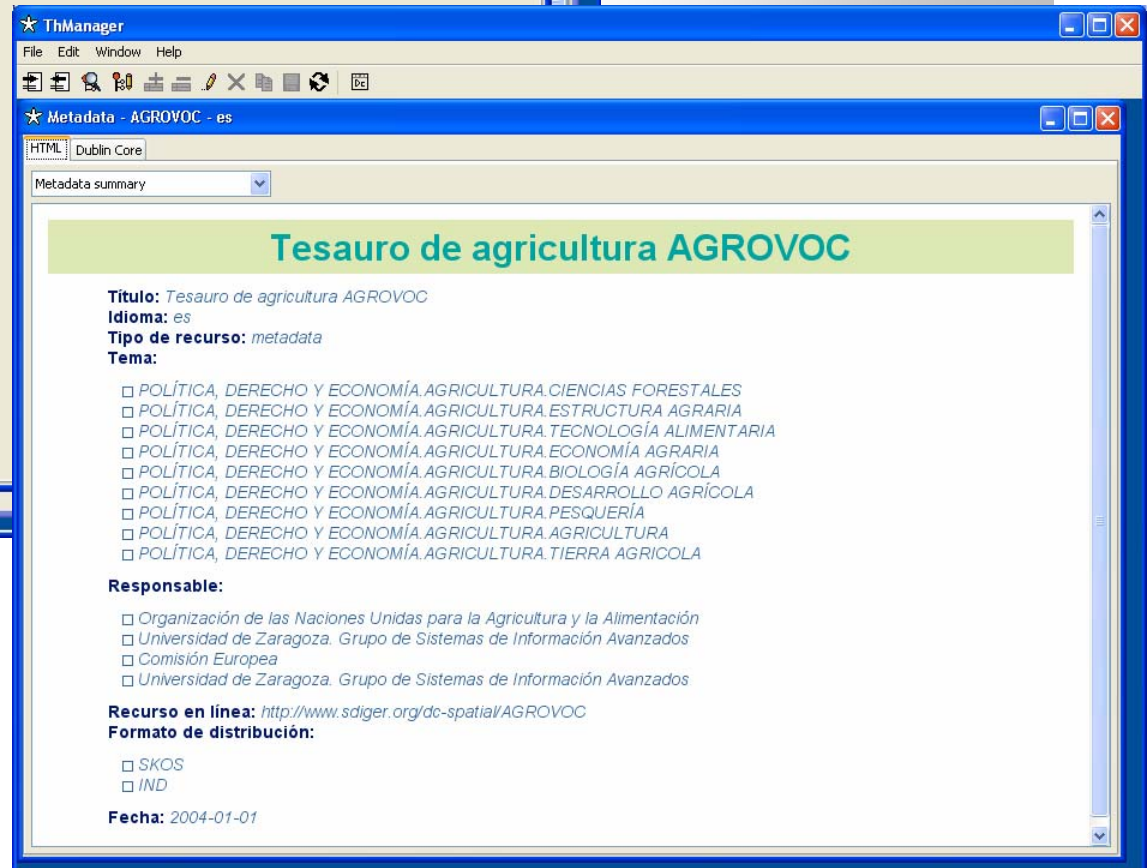 ThManager
File Edit Window Help
Metadata - AGROVOC - es
HTML Dublin Core
Metadata summary
Tesauro de agricultura AGROVOC
Título: Tesauro de agricultura AGROVOC
Idioma: es
Tipo de recurso: metadata
Tema:
POLÍTICA, DERECHO Y ECONOMÍA.AGRICULTURA.CIENCIAS FORESTALES
POLÍTICA, DERECHO Y ECONOMÍA.AGRICULTURA.ESTRUCTURA AGRARIA
POLÍTICA, DERECHO Y ECONOMÍA.AGRICULTURA.TECNOLOGÍA ALIMENTARIA
POLÍTICA, DERECHO Y ECONOMÍA.AGRICULTURA.ECONOMÍA AGRARIA
POLÍTICA, DERECHO Y ECONOMÍA.AGRICULTURA.BIOLOGÍA AGRÍCOLA
POLÍTICA, DERECHO Y ECONOMÍA.AGRICULTURA.DESARROLLO AGRÍCOLA
POLÍTICA, DERECHO Y ECONOMÍA.AGRICULTURA.PESQUERÍA
POLÍTICA, DERECHO Y ECONOMÍA.AGRICULTURA.AGRICULTURA
POLÍTICA, DERECHO Y ECONOMÍA.AGRICULTURA.TIERRA AGRICOLA
Responsable:
Organización de las Naciones Unidas para la Agricultura y la Alimentación
Universidad de Zaragoza. Grupo de Sistemas de Información Avanzados
Comisión Europea
Universidad de Zaragoza. Grupo de Sistemas de Información Avanzados
Recurso en línea: http://www.sdiger.org/dc-spatial/AGROVOC
Formato de distribución:
SKOS
IND
Fecha: 2004-01-01